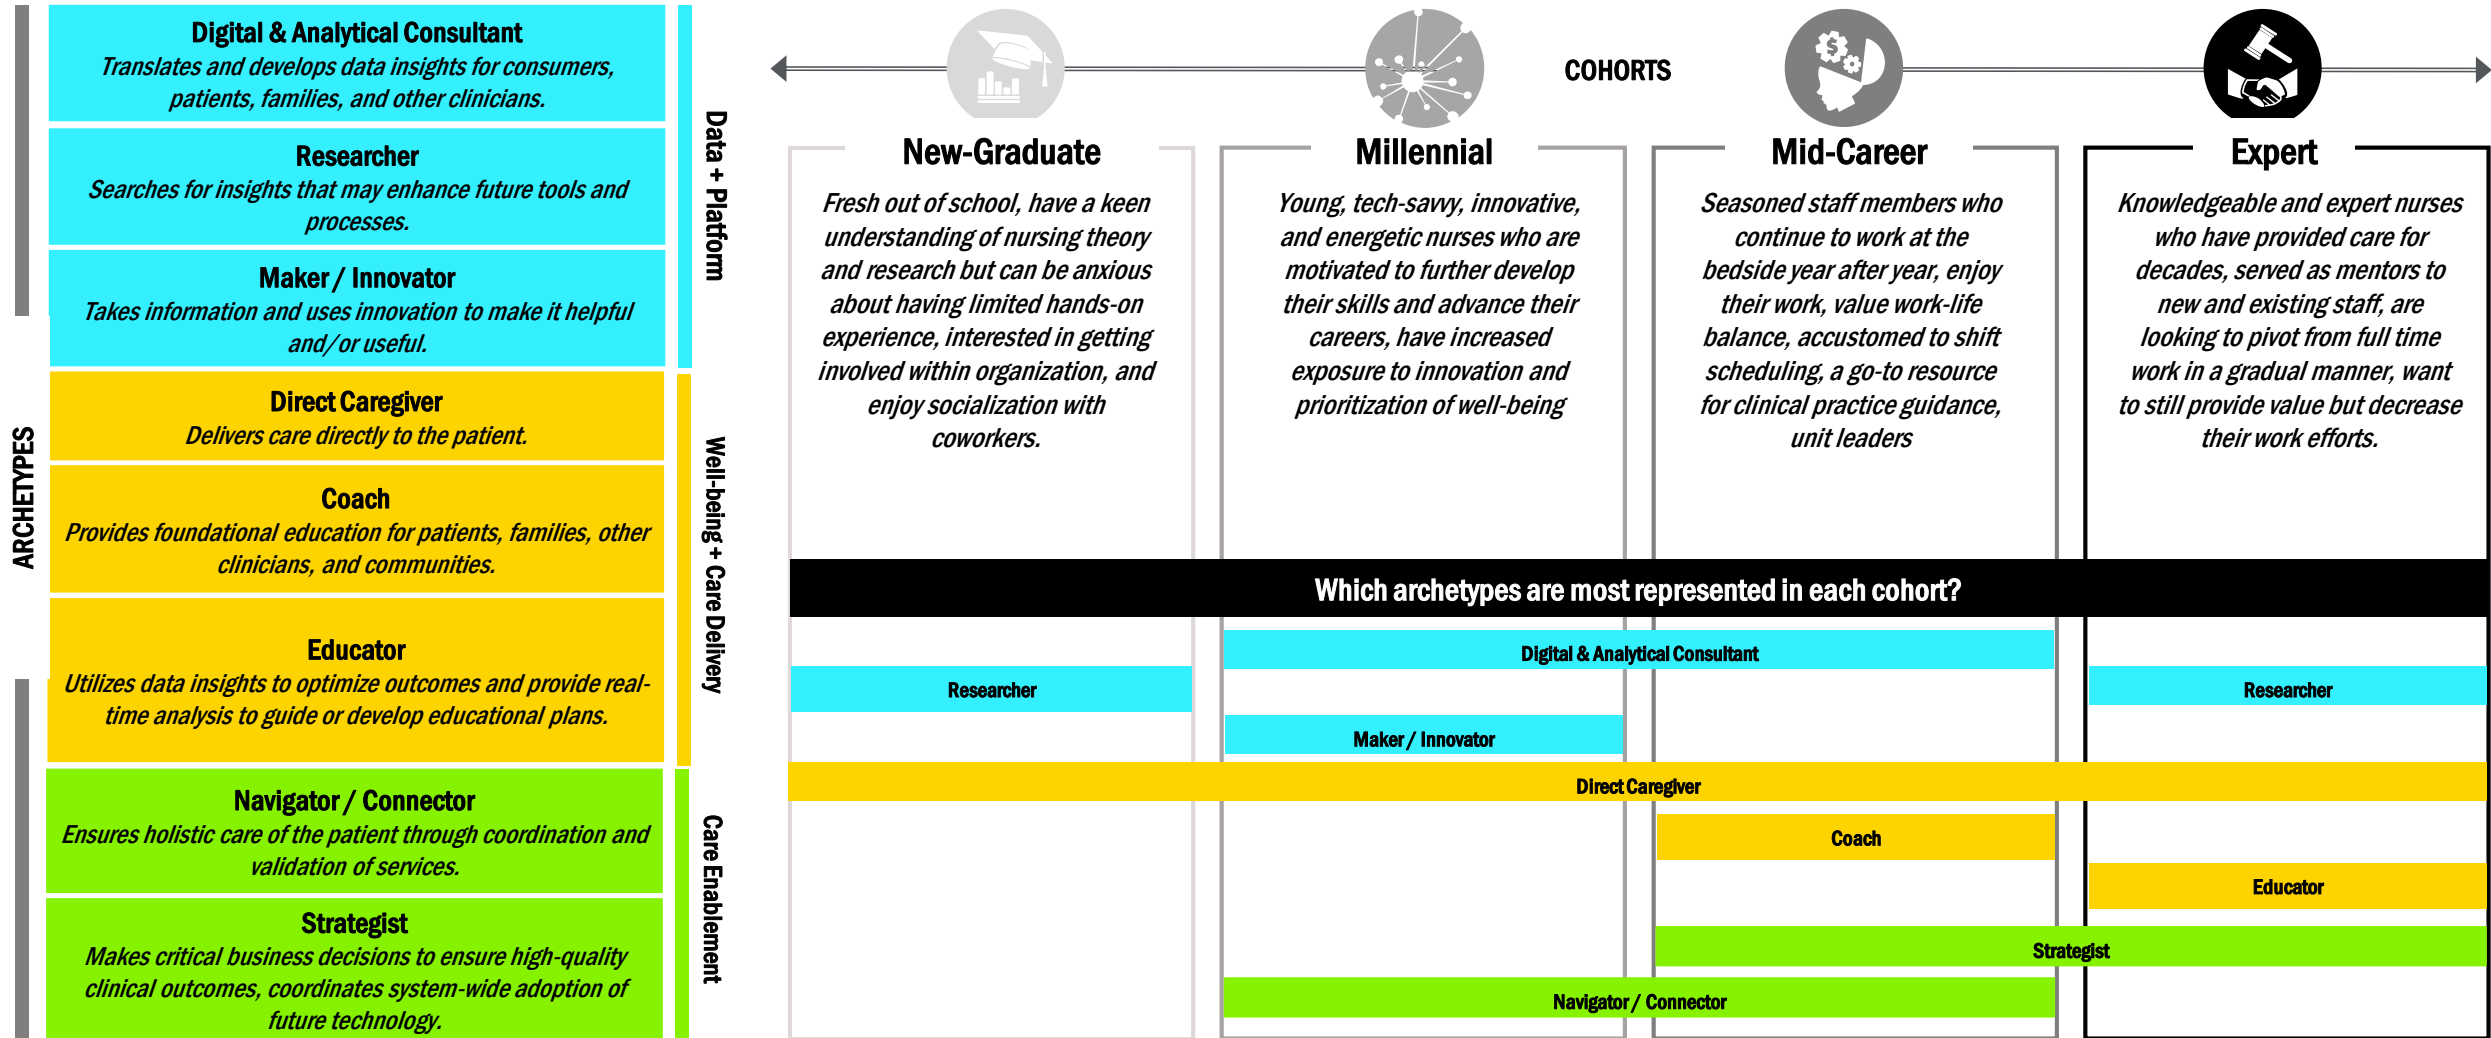 ARCHETYPES
Digital & Analytical Consultant
Translates and develops data insights for consumers,
patients, families, and other clinicians.
Researcher
Searches for insights that may enhance future tools and
processes.
Maker / Innovator
Takes information and uses innovation to make it helpful
and/or useful.
Data + Platform
Direct Caregiver
Delivers care directly to the patient.
Coach
Provides foundational education for patients, families, other
clinicians, and communities.
Educator
Utilizes data insights to optimize outcomes and provide real-
time analysis to guide or develop educational plans.
Well-being + Care Delivery
Navigator / Connector
Ensures holistic care of the patient through coordination and
validation of services.
Strategist
Makes critical business decisions to ensure high-quality
clinical outcomes, coordinates system-wide adoption of
future technology.
Care Enablement
COHORTS
New-Graduate
Fresh out of school, have a keen
understanding of nursing theory
and research but can be anxious
about having limited hands-on
experience, interested in getting
involved within organization, and
enjoy socialization with
coworkers.
Millennial
Young, tech-savvy, innovative,
and energetic nurses who are
motivated to further develop
their skills and advance their
careers, have increased
exposure to innovation and
prioritization of well-being
$
Mid-Career
Seasoned staff members who
continue to work at the
bedside year after year, enjoy
their work, value work-life
balance, accustomed to shift
scheduling, a go-to resource
for clinical practice guidance,
unit leaders
Expert
Knowledgeable and expert nurses
who have provided care for
decades, served as mentors to
new and existing staff, are
looking to pivot from full time
work in a gradual manner, want
to still provide value but decrease
their work efforts.
Which archetypes are most represented in each cohort?
Digital & Analytical Consultant
Researcher
Researcher
Maker / Innovator
Direct Caregiver
Coach
Educator
Strategist
Navigator / Connector